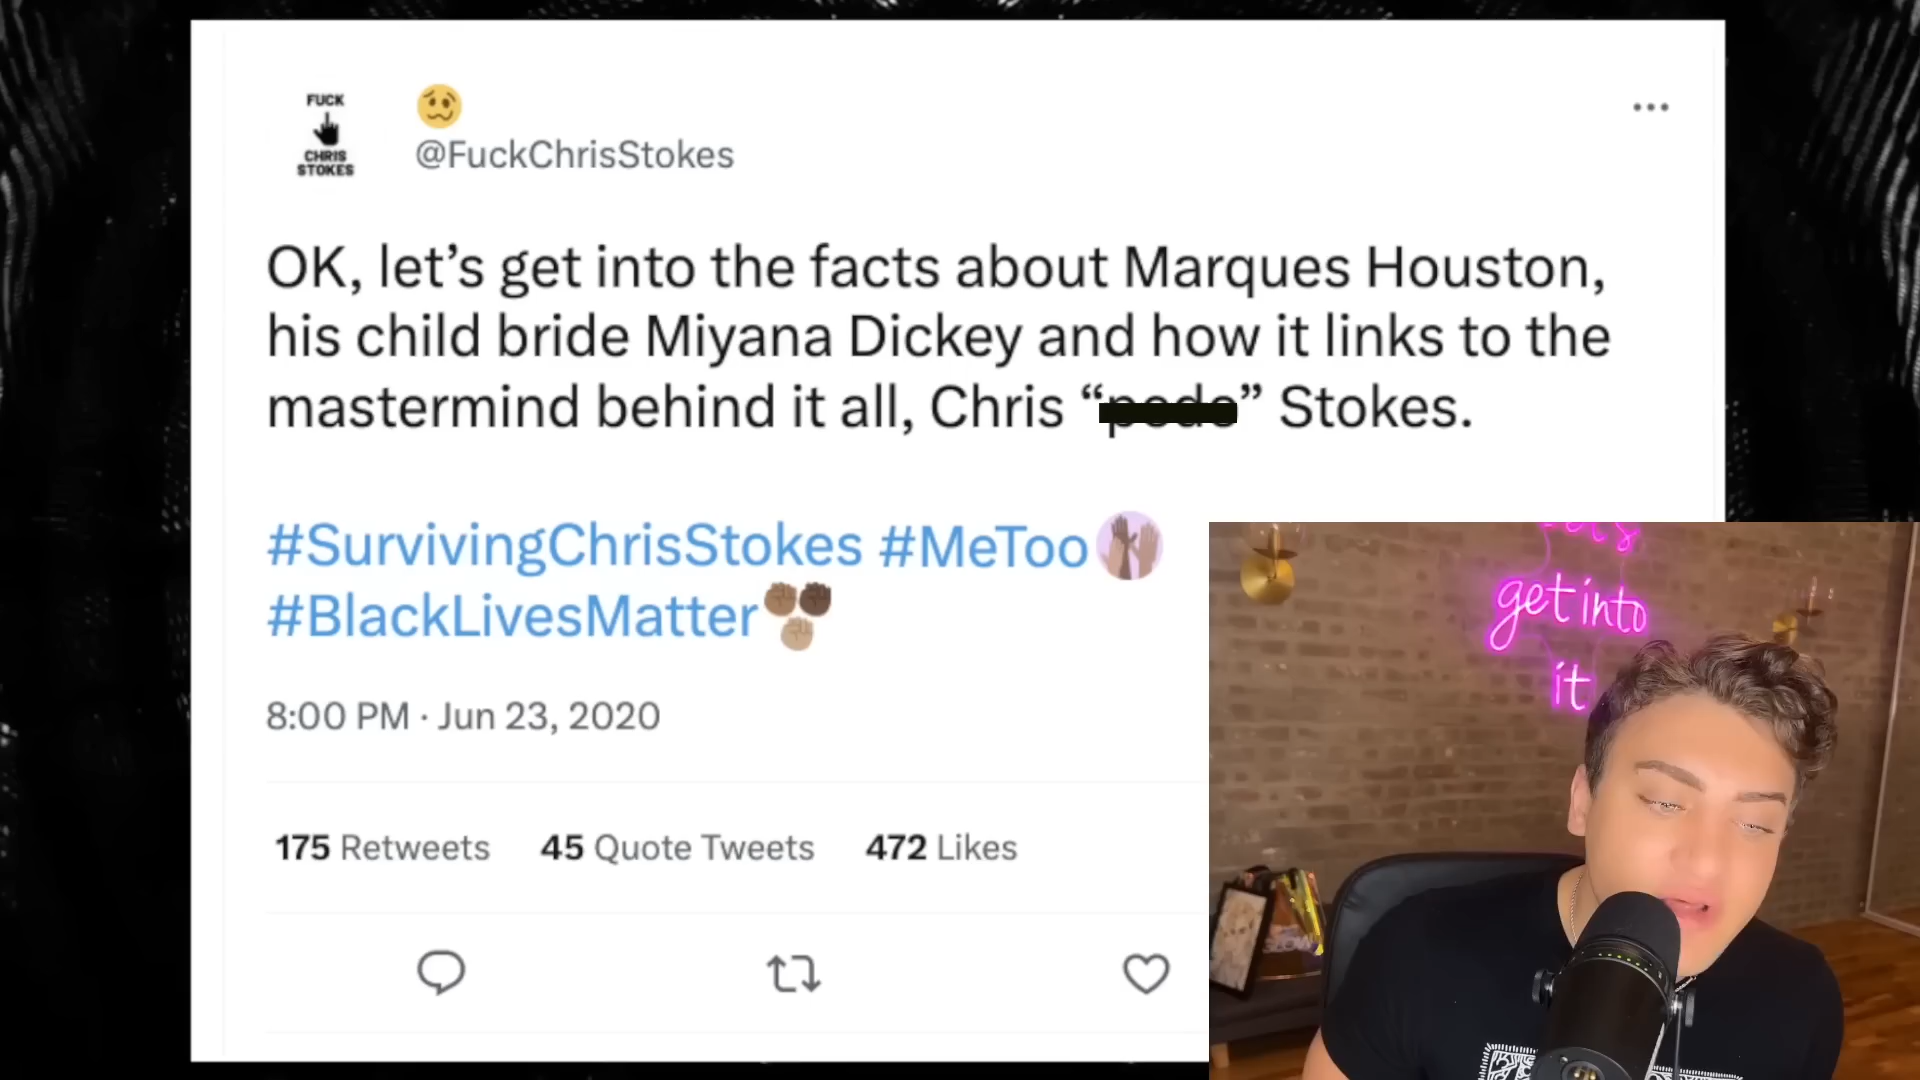 FUCK
CHRIS
STOKES
@FuckChrisStokes
OK, let’s get into the facts about Marques Houston,
his child bride Miyana Dickey and how it links to the
mastermind behind it all, Chris “pedo” Stokes.
#SurvivingChrisStokes #MeToo
#BlackLivesMatter
8:00 PM · Jun 23, 2020
175 Retweets 45 Quote Tweets 472 Likes
let's
get into
it